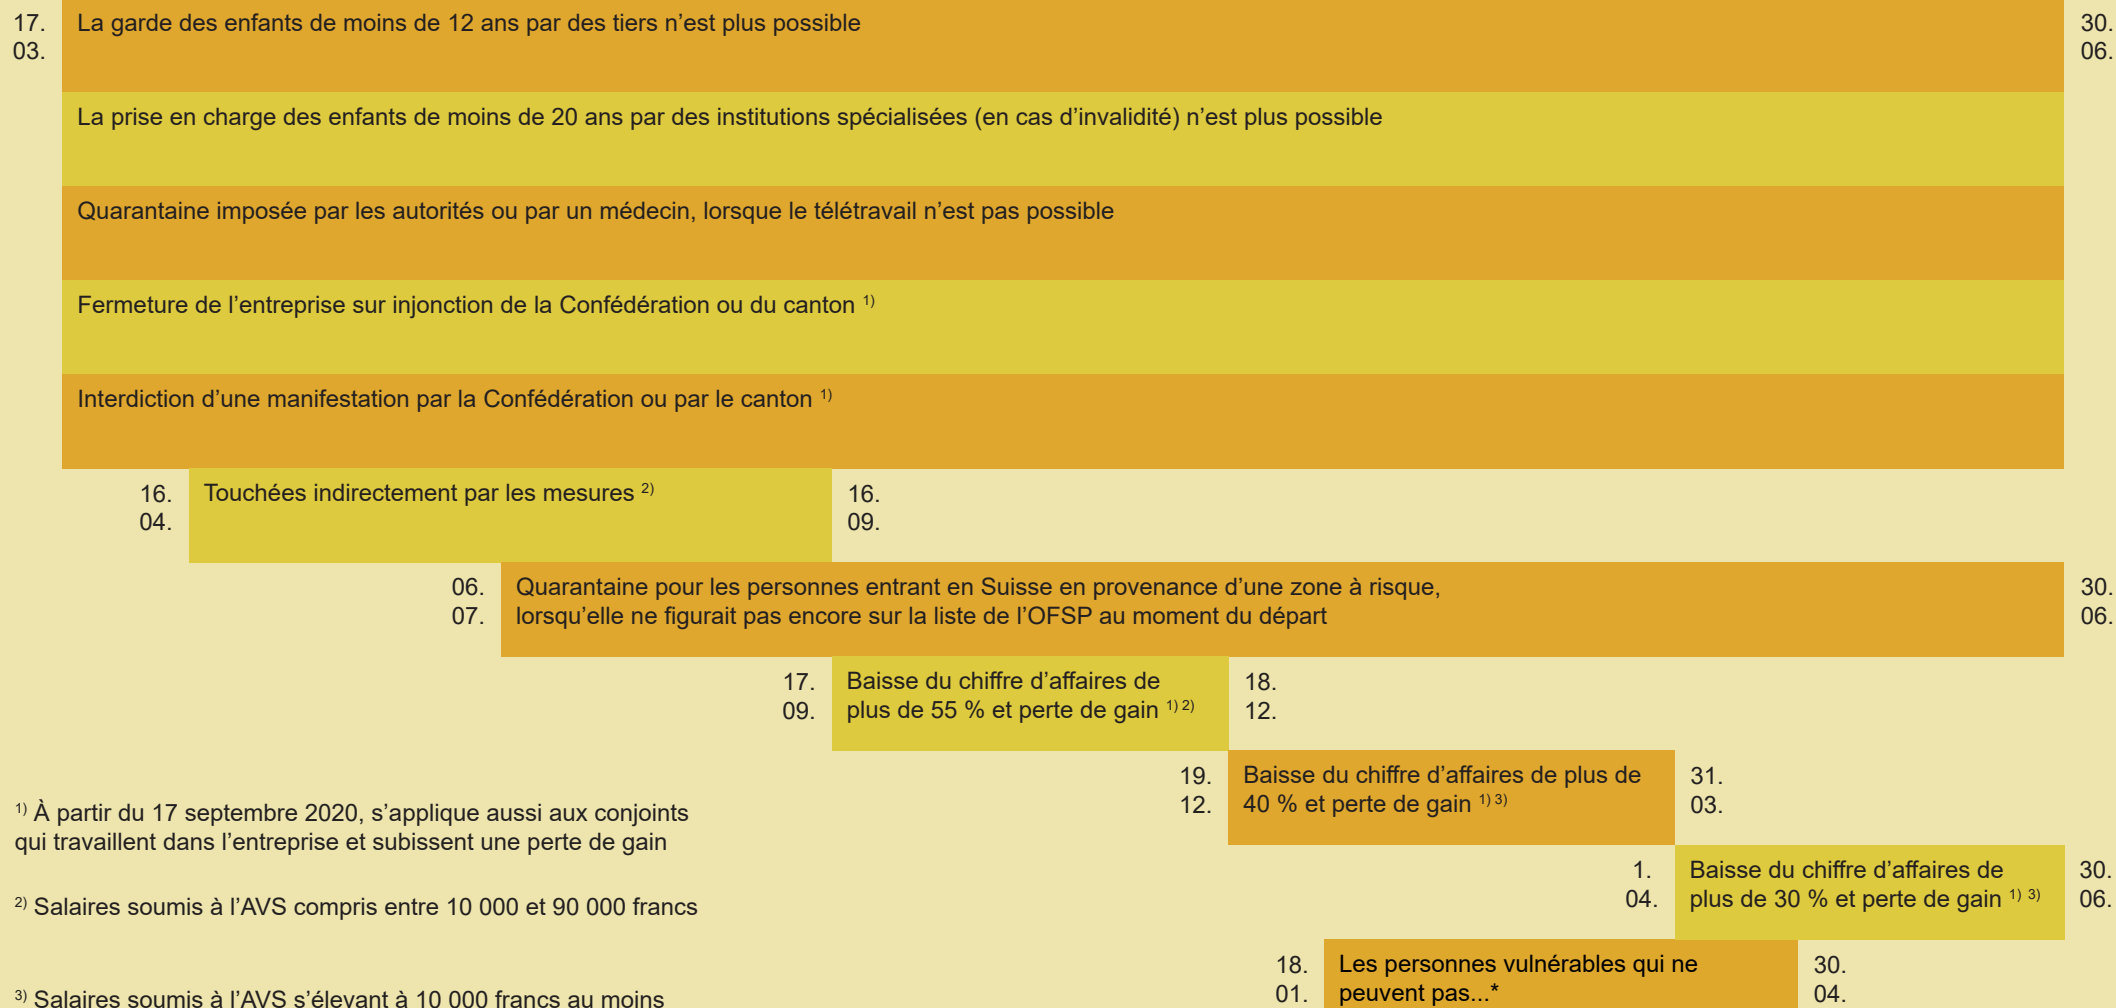 17. La garde des enfants de moins de 12 ans par des tiers n’est plus possible 30.
03. 06.
La prise en charge des enfants de moins de 20 ans par des institutions spécialisées (en cas d’invalidité) n’est plus possible
Quarantaine imposée par les autorités ou par un médecin, lorsque le télétravail n’est pas possible
Fermeture de l’entreprise sur injonction de la Confédération ou du canton 1)
Interdiction d’une manifestation par la Confédération ou par le canton 1)
16. Touchées indirectement par les mesures 2) 16.
04. 09.
06. Quarantaine pour les personnes entrant en Suisse en provenance d’une zone à risque, 30.
07. lorsqu’elle ne figurait pas encore sur la liste de l’OFSP au moment du départ 06.
17. Baisse du chiffre d’affaires de 18.
09. plus de 55 % et perte de gain 1) 2) 12.
19. Baisse du chiffre d’affaires de plus de 31.
12. 40 % et perte de gain 1) 3) 03.
1. Baisse du chiffre d’affaires de 30.
04. plus de 30 % et perte de gain 1) 3) 06.
18. Les personnes vulnérables qui ne 30.
01. peuvent pas...* 04.
1) À partir du 17 septembre 2020, s’applique aussi aux conjoints
qui travaillent dans l’entreprise et subissent une perte de gain
2) Salaires soumis à l’AVS compris entre 10 000 et 90 000 francs
3) Salaires soumis à l’AVS s’élevant à 10 000 francs au moins